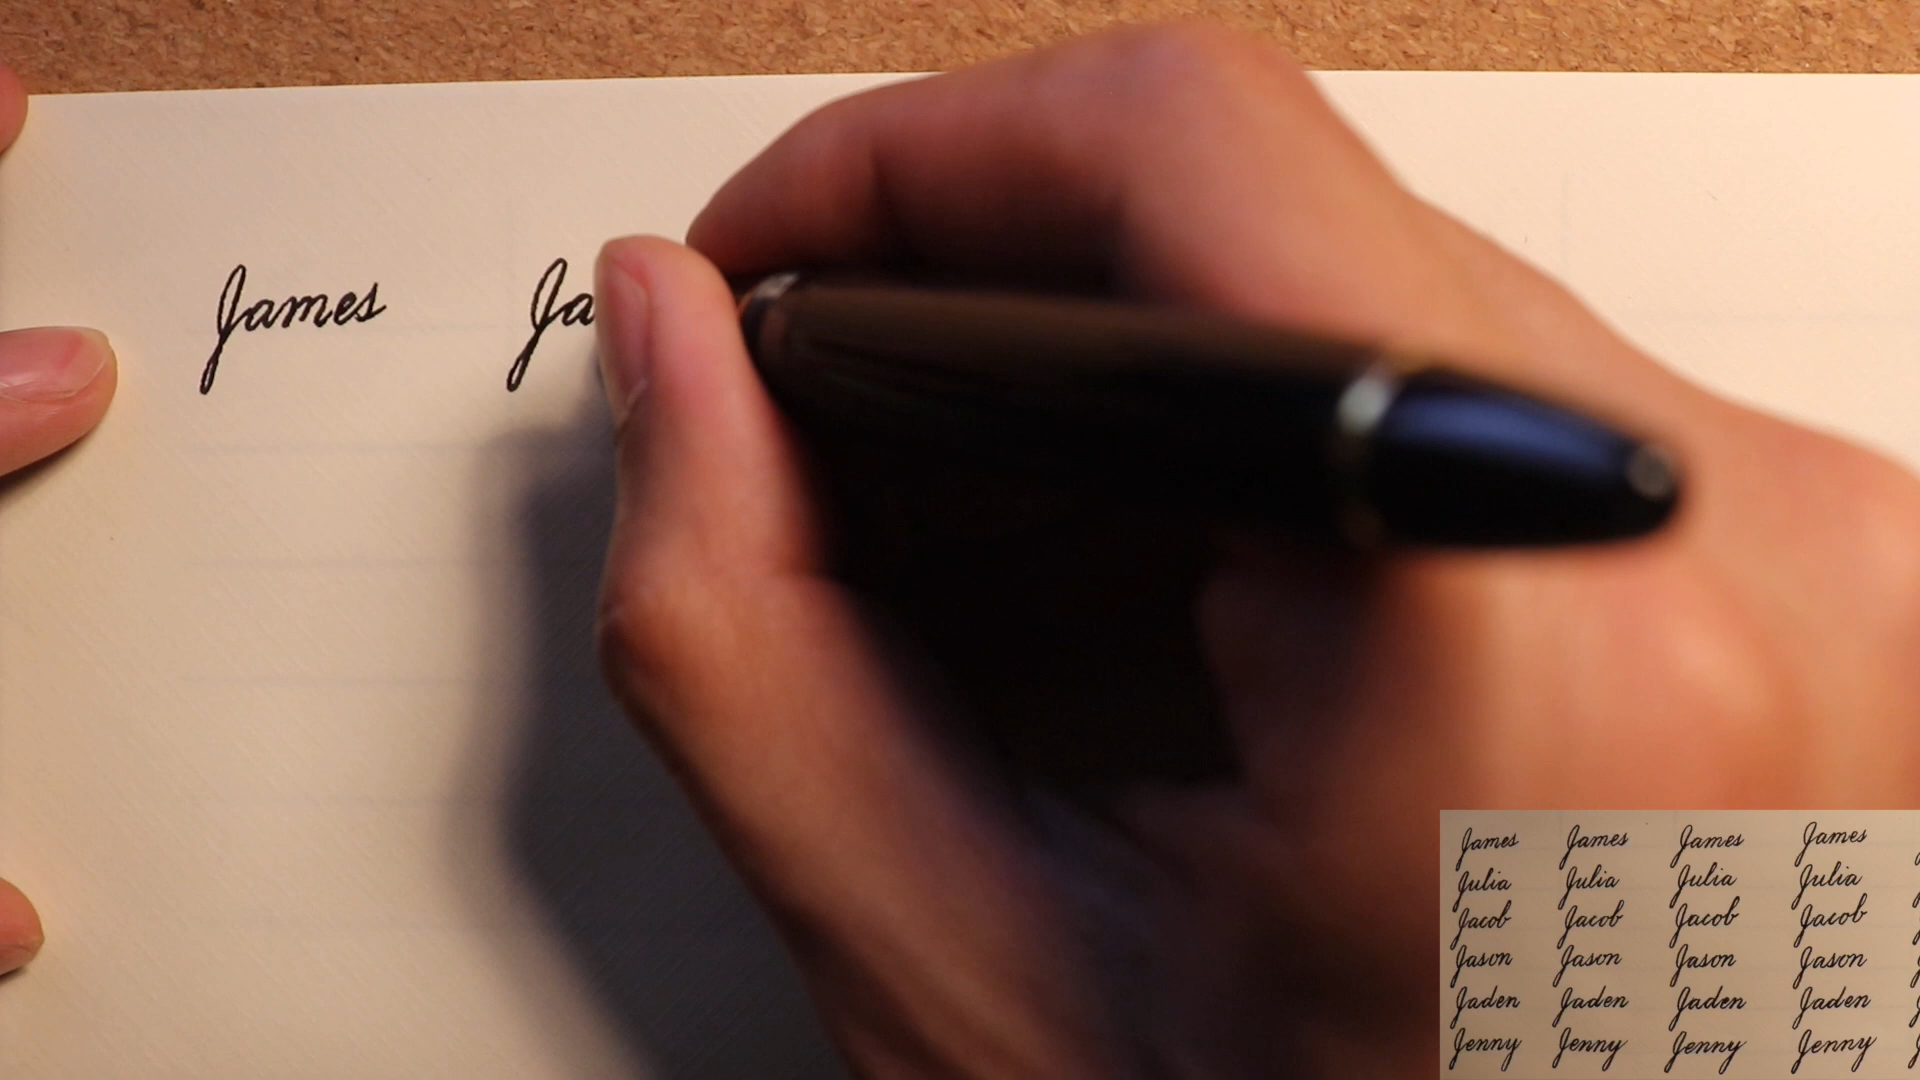 James Ja
James James James James
Julia Julia Julia Julia
Jacob Jacob Jacob Jacob
Jason Jason Jason Jason
Jaden Jaden Jaden Jaden
Jenny Jenny Jenny Jenny